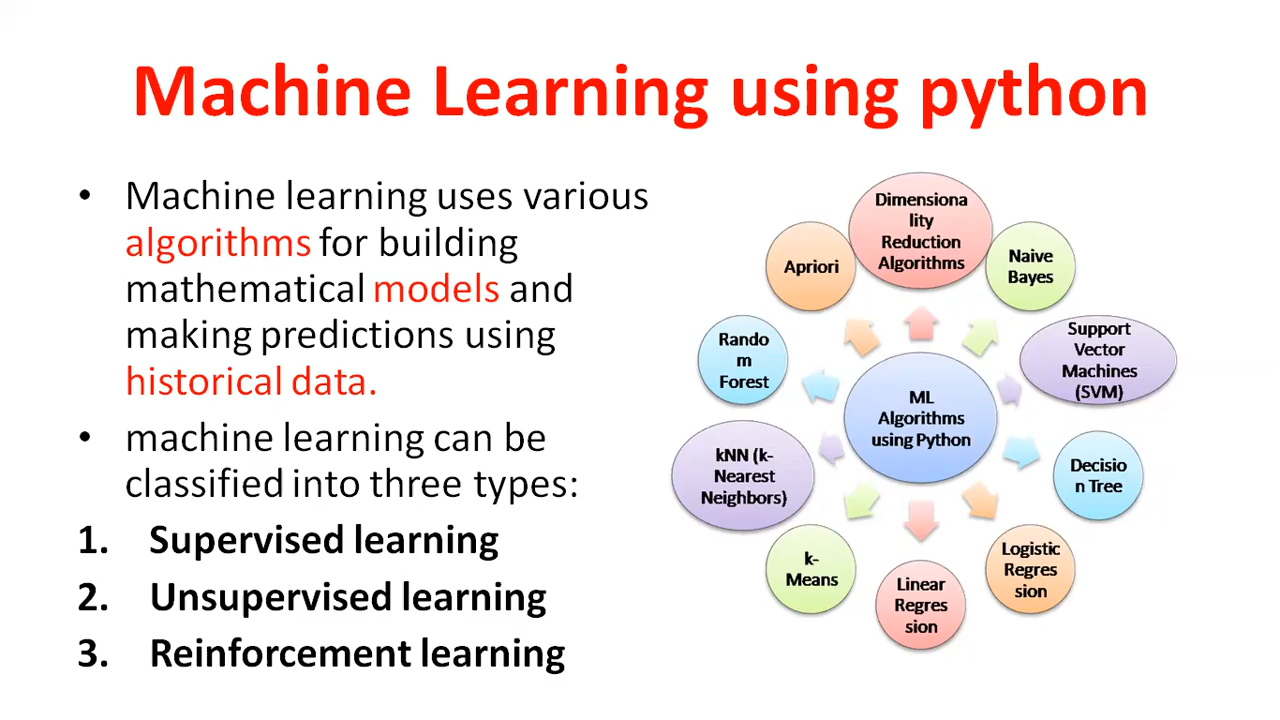 Machine Learning using python
• Machine learning uses various
algorithms for building
mathematical models and
making predictions using
historical data.
• machine learning can be
classified into three types:
1. Supervised learning
2. Unsupervised learning
3. Reinforcement learning
Dimensiona
lity
Reduction
Algorithms
Naive
Bayes
Support
Vector
Machines
(SVM)
Decisio
n Tree
Logistic
Regres
sion
Linear
Regres
sion
k-
Means
kNN (k-
Nearest
Neighbors)
Rando
m
Forest
Apriori
ML
Algorithms
using Python